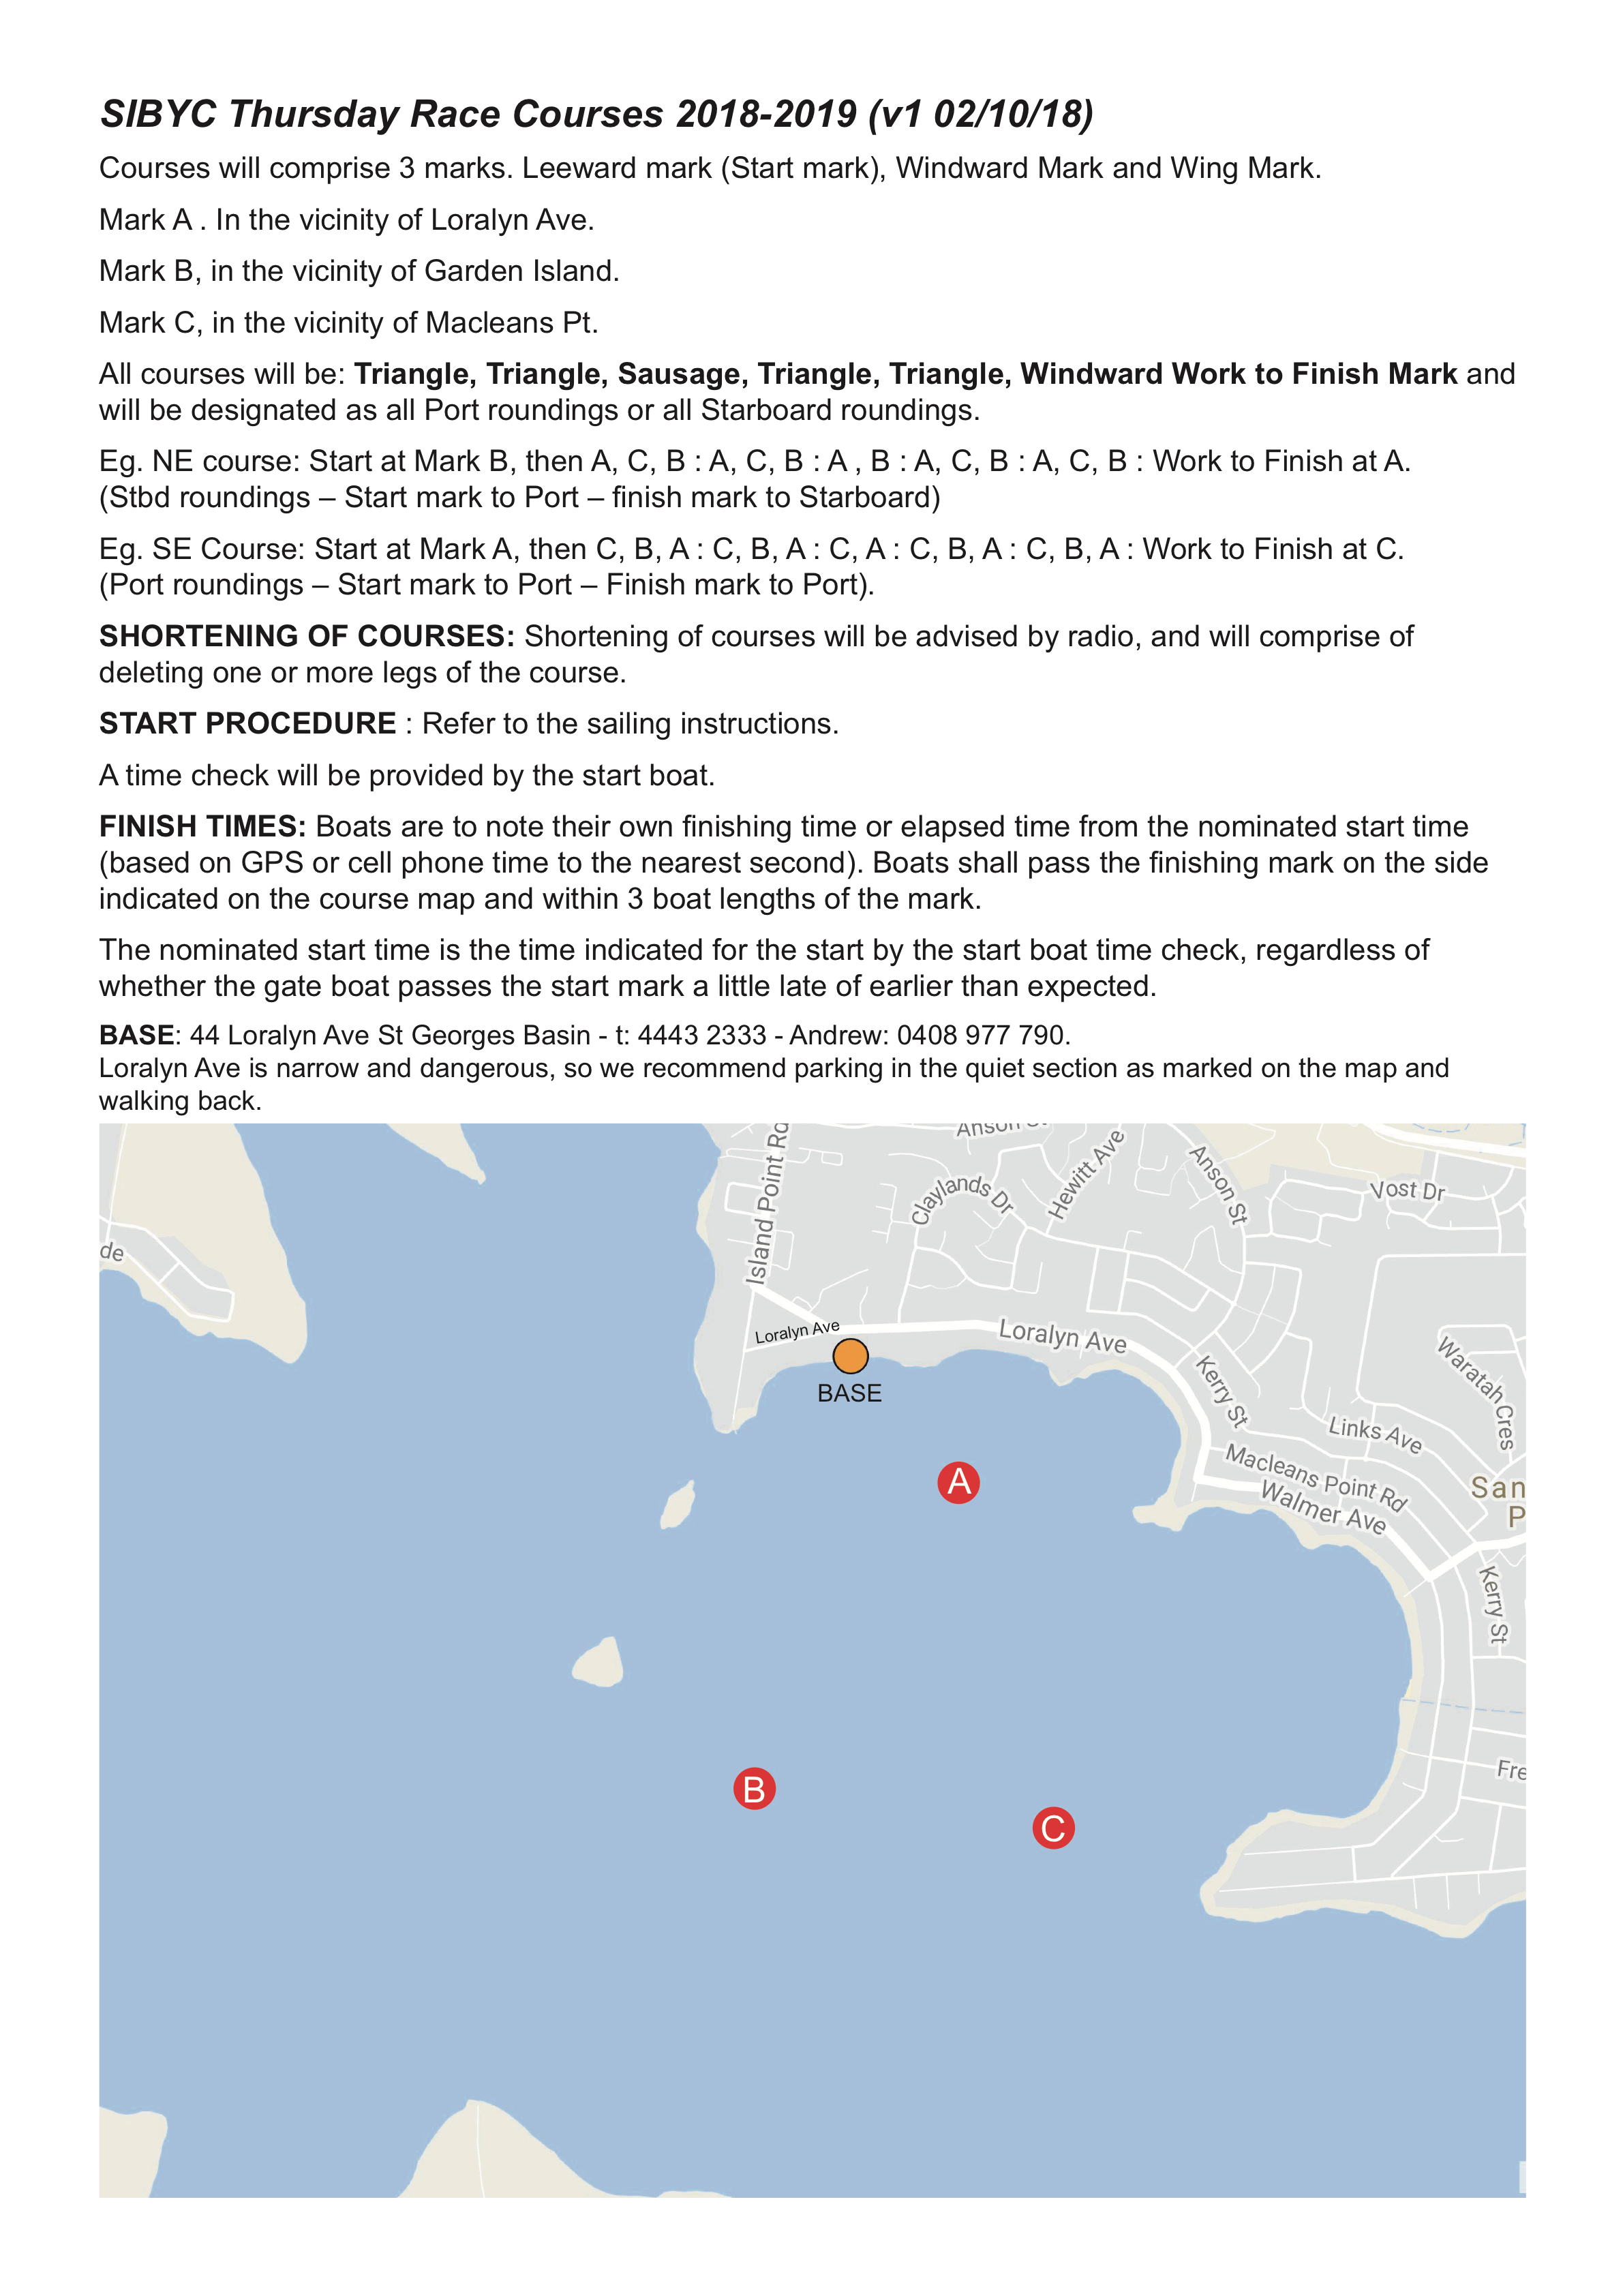 SIBYC Thursday Race Courses 2018-2019 (v1 02/10/18)
Courses will comprise 3 marks. Leeward mark (Start mark), Windward Mark and Wing Mark.
Mark A . In the vicinity of Loralyn Ave.
Mark B, in the vicinity of Garden Island.
Mark C, in the vicinity of Macleans Pt.
All courses will be: Triangle, Triangle, Sausage, Triangle, Triangle, Windward Work to Finish Mark and
will be designated as all Port roundings or all Starboard roundings.
Eg. NE course: Start at Mark B, then A, C, B : A, C, B : A , B : A, C, B : A, C, B : Work to Finish at A.
(Stbd roundings – Start mark to Port – finish mark to Starboard)
Eg. SE Course: Start at Mark A, then C, B, A : C, B, A : C, A : C, B, A : C, B, A : Work to Finish at C.
(Port roundings – Start mark to Port – Finish mark to Port).
SHORTENING OF COURSES: Shortening of courses will be advised by radio, and will comprise of
deleting one or more legs of the course.
START PROCEDURE : Refer to the sailing instructions.
A time check will be provided by the start boat.
FINISH TIMES: Boats are to note their own finishing time or elapsed time from the nominated start time
(based on GPS or cell phone time to the nearest second). Boats shall pass the finishing mark on the side
indicated on the course map and within 3 boat lengths of the mark.
The nominated start time is the time indicated for the start by the start boat time check, regardless of
whether the gate boat passes the start mark a little late of earlier than expected.
BASE: 44 Loralyn Ave St Georges Basin - t: 4443 2333 - Andrew: 0408 977 790.
Loralyn Ave is narrow and dangerous, so we recommend parking in the quiet section as marked on the map and
walking back.
Anson St
Island Point Rd
Claylands Dr
Hewitt Ave
Anson St
Vost Dr
de
Loralyn Ave
Loralyn Ave
BASE
Kerry St
Waratah Cres
Links Ave
Macleans Point Rd
Walmer Ave
San
P
A
Kerry St
B
C
Fre